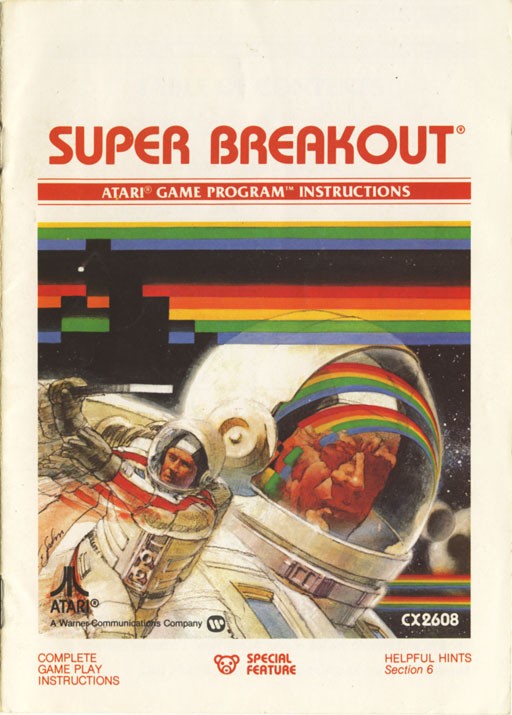 SUPER BREAKOUT®
ATARI® GAME PROGRAM™ INSTRUCTIONS
ATARI®
A Warner Communications Company
CX2608
COMPLETE
GAME PLAY
INSTRUCTIONS
SPECIAL
FEATURE
HELPFUL HINTS
Section 6